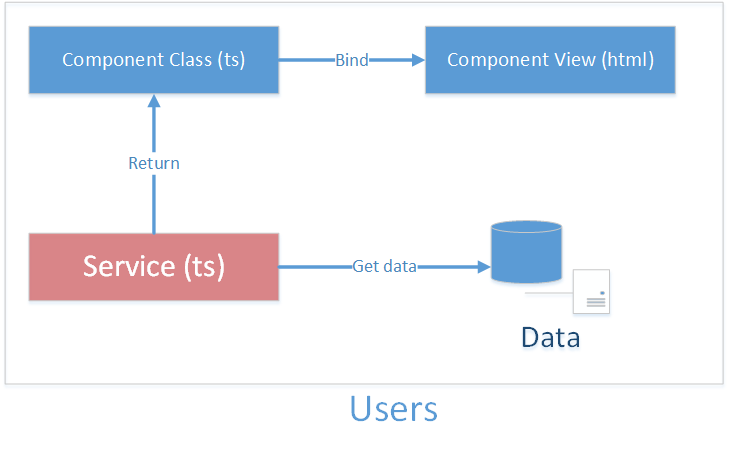 Component Class (ts)
Bind
Component View (html)
Return
Service (ts)
Get data
Data
Users